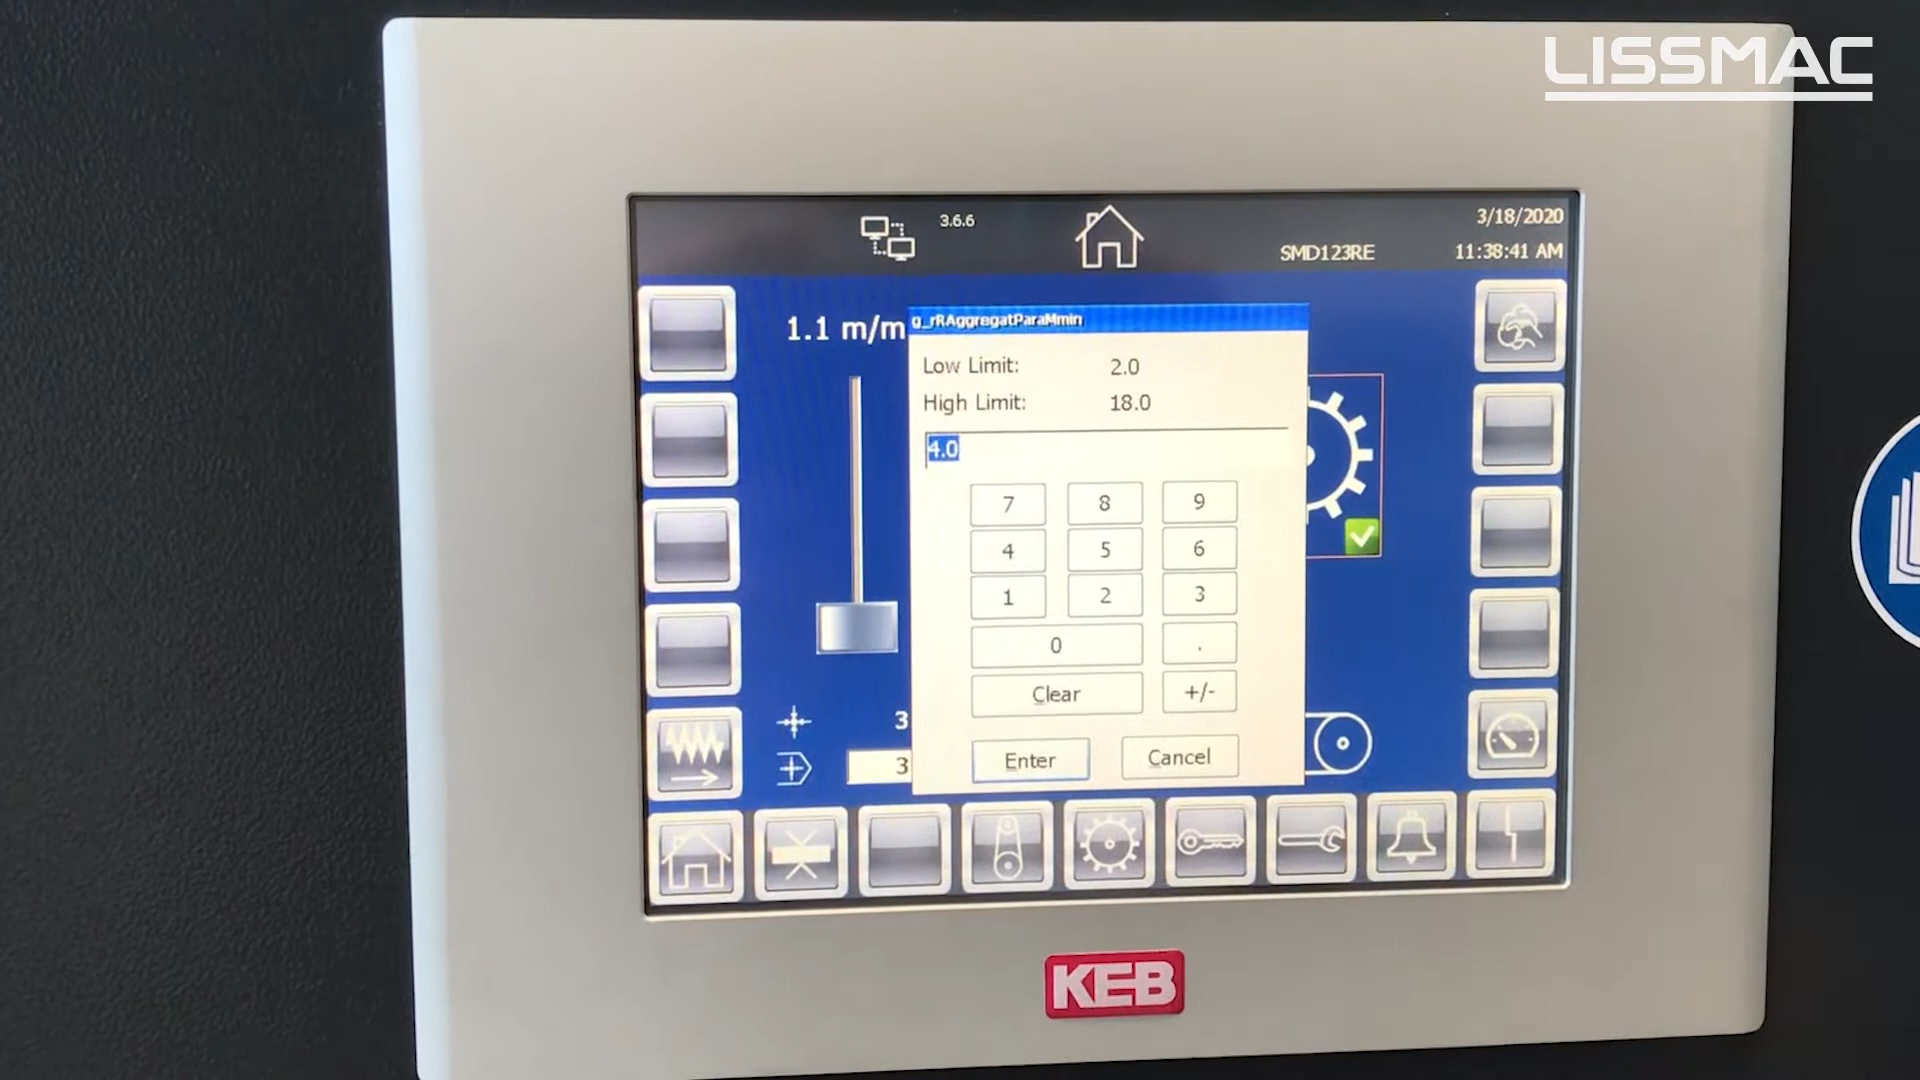 LISSMAC
3.6.6
3/18/2020
SMD123RE
11:38:41 AM
1.1 m/m
g_rRAggregatParaMmin
Low Limit: 2.0
High Limit: 18.0
4.0
7 8 9
4 5 6
1 2 3
0 .
Clear +/-
Enter Cancel
3
3
KEB